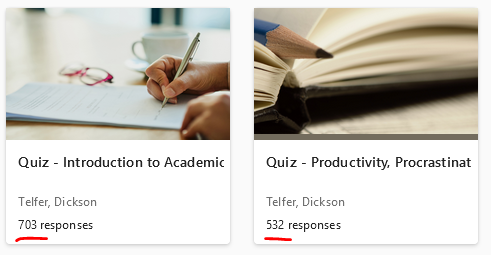 Quiz - Introduction to Academic
Telfer, Dickson
703 responses
Quiz - Productivity, Procrastinat
Telfer, Dickson
532 responses